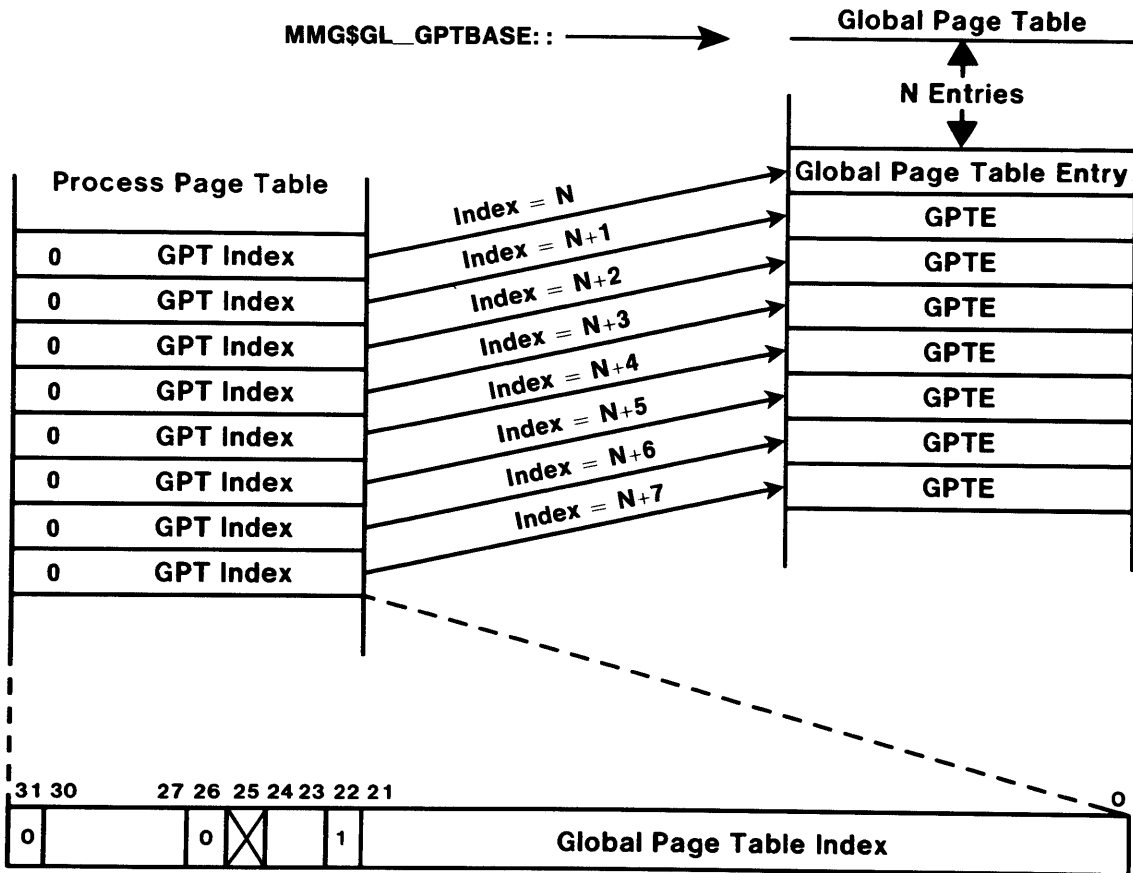 MMG$GL_GPTBASE::
Global Page Table
N Entries
Process Page Table
Global Page Table Entry
GPTE
GPTE
GPTE
GPTE
GPTE
GPTE
GPTE
0 GPT Index
0 GPT Index
0 GPT Index
0 GPT Index
0 GPT Index
0 GPT Index
0 GPT Index
0 GPT Index
Index = N
Index = N+1
Index = N+2
Index = N+3
Index = N+4
Index = N+5
Index = N+6
Index = N+7
31 30 27 26 25 24 23 22 21 0
0 0 1 Global Page Table Index